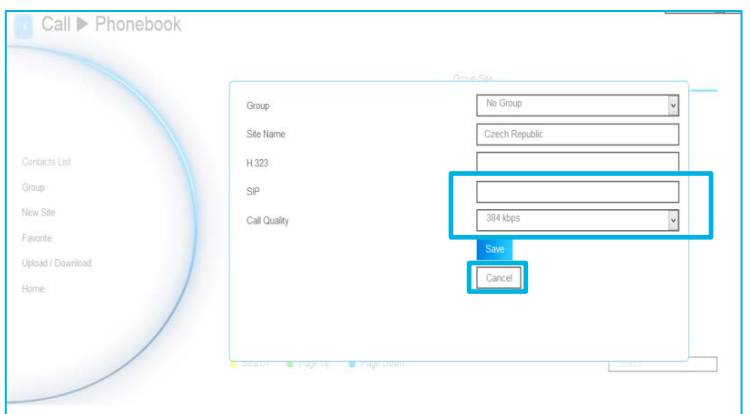 Call ▶ Phonebook
Group Site
Group No Group
Site Name Czech Republic
Contacts List
H.323
Group
SIP
New Site
Call Quality 384 kbps
Favorite
Save
Upload / Download
Cancel
Home
Search Page Up Page Down